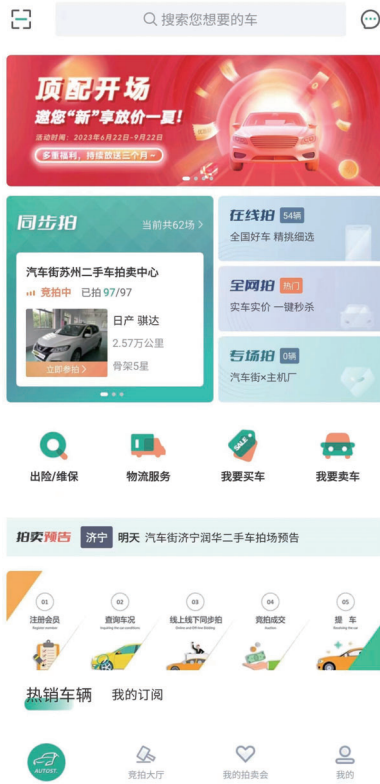 搜索您想要的车
顶配开场
邀您“新”享放价一夏!
活动时间：2023年6月22日-9月22日
多重福利，持续放送三个月~
同步拍 当前共62场
汽车街苏州二手车拍卖中心
竞拍中 已拍97/97
日产 骐达
2.57万公里
骨架5星
立即参拍
在线拍 54辆
全国好车 精挑细选
全网拍 热门
实车实价 一键秒杀
专场拍 0辆
汽车街×主机厂
出险/维保 物流服务 我要买车 我要卖车
拍卖预告 济宁 明天 汽车街济宁润华二手车拍场预告
01 02 03 04 05
注册会员 查询车况 线上线下同步拍 竞拍成交 提 车
SALE
热销车辆 我的订阅
AUTOST.
竞拍大厅 我的拍卖会 我的